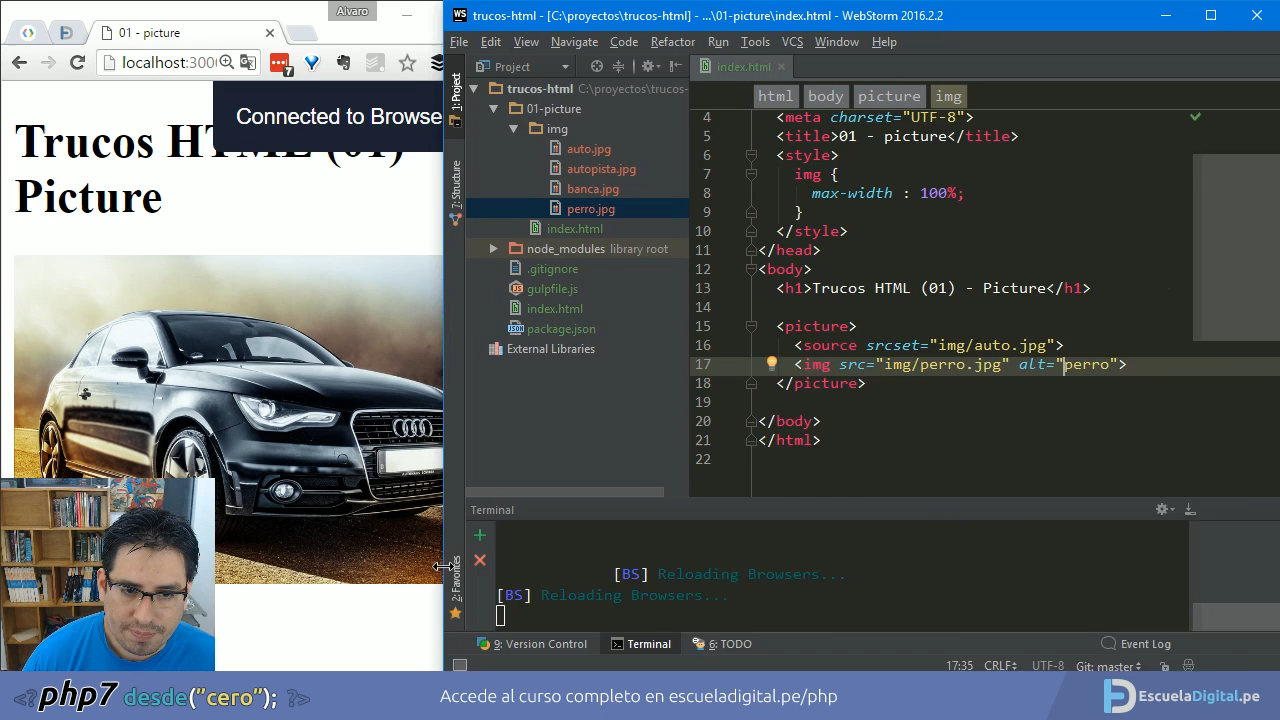 Alvaro
01 - picture
localhost:300
7
Connected to Browse
Trucos HTML (01)
Picture
WS trucos-html - [C:\proyectos\trucos-html] - ...\01-picture\index.html - WebStorm 2016.2.2
File Edit View Navigate Code Refactor Run Tools VCS Window Help
1: Project
7: Structure
2: Favorites
Project
trucos-html C:\proyectos\trucos-
01-picture
img
auto.jpg
autopista.jpg
banca.jpg
perro.jpg
index.html
node_modules library root
.gitignore
gulpfile.js
index.html
package.json
External Libraries
index.html
html body picture img
4 <meta charset="UTF-8">
5 <title>01 - picture</title>
6 <style>
7 img {
8 max-width : 100%;
9 }
10 </style>
11 </head>
12 <body>
13 <h1>Trucos HTML (01) - Picture</h1>
14
15 <picture>
16 <source srcset="img/auto.jpg">
17 <img src="img/perro.jpg" alt="perro">
18 </picture>
19
20 </body>
21 </html>
22
Terminal
[BS] Reloading Browsers...
[BS] Reloading Browsers...
9: Version Control Terminal 6: TODO Event Log
17:35 CRLF UTF-8 Git: master
<?php7 desde("cero"); ?>
Accede al curso completo en escueladigital.pe/php
EscuelaDigital.pe